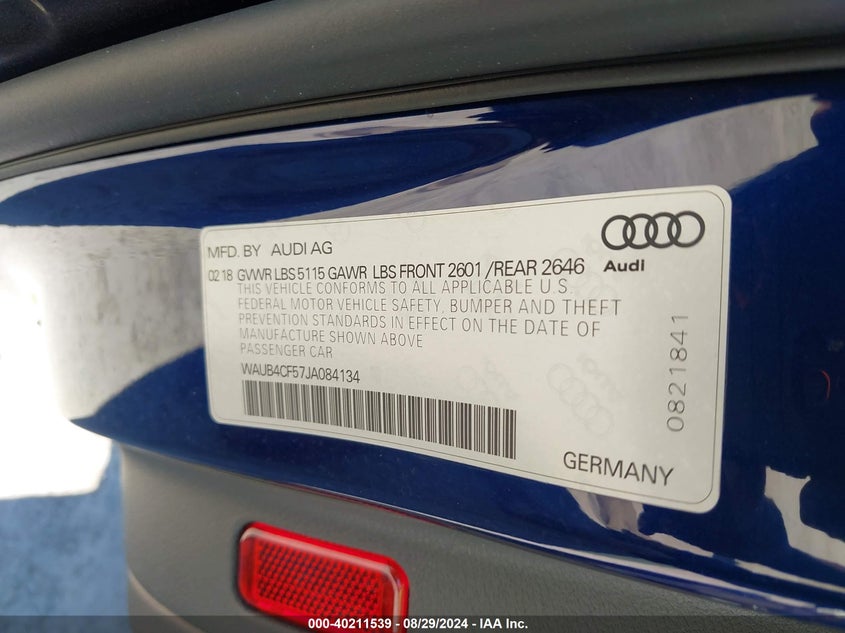 MFD. BY AUDI AG
02 18 GVWR LBS 5115 GAWR LBS FRONT 2601 /REAR 2646
THIS VEHICLE CONFORMS TO ALL APPLICABLE U.S.
FEDERAL MOTOR VEHICLE SAFETY, BUMPER AND THEFT
PREVENTION STANDARDS IN EFFECT ON THE DATE OF
MANUFACTURE SHOWN ABOVE
PASSENGER CAR
WAUB4CF57JA084134
Audi
0821841
GERMANY
000-40211539 - 08/29/2024 - IAA Inc.